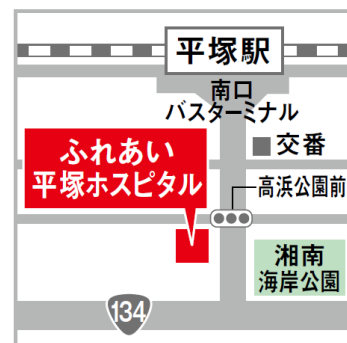 平塚駅
南口
バスターミナル
交番
ふれあい
平塚ホスピタル
高浜公園前
湘南
海岸公園
134